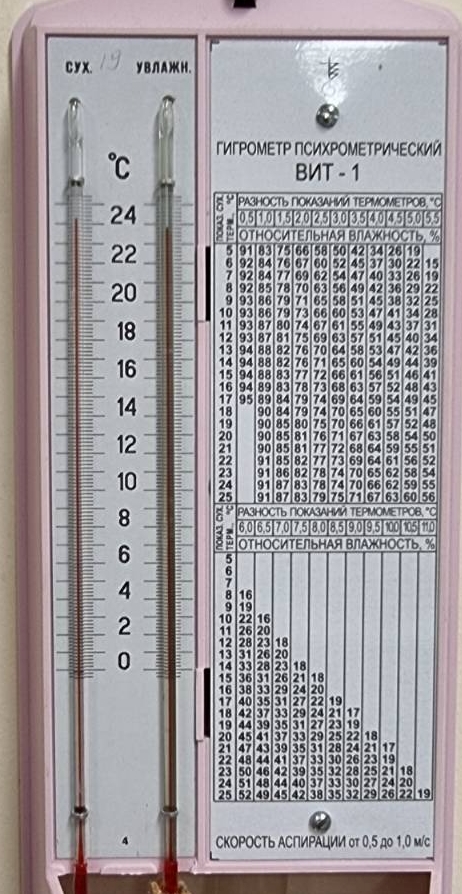 СУХ. 19 УВЛАЖН.
°C
24
22
20
18
16
14
12
10
8
6
4
2
0
4
ГИГРОМЕТР ПСИХРОМЕТРИЧЕСКИЙ
ВИТ - 1
ПОКАЗ. СУХ. ТЕРМ., °С
РАЗНОСТЬ ПОКАЗАНИЙ ТЕРМОМЕТРОВ, °С
0,5 1,0 1,5 2,0 2,5 3,0 3,5 4,0 4,5 5,0 5,5
ОТНОСИТЕЛЬНАЯ ВЛАЖНОСТЬ, %
5 91 83 75 66 58 50 42 34 26 19
6 92 84 76 67 60 52 45 37 30 22 15
7 92 84 77 69 62 54 47 40 33 26 19
8 92 85 78 70 63 56 49 42 36 29 22
9 93 86 79 71 65 58 51 45 38 32 25
10 93 86 79 73 66 60 53 47 41 34 28
11 93 87 80 74 67 61 55 49 43 37 31
12 93 87 81 75 69 63 57 51 45 40 34
13 94 88 82 76 70 64 58 53 47 42 36
14 94 88 82 76 71 65 60 54 49 44 39
15 94 88 83 77 72 66 61 56 51 46 41
16 94 89 83 78 73 68 63 57 52 48 43
17 95 89 84 79 74 69 64 59 54 49 45
18 90 84 79 74 70 65 60 55 51 47
19 90 85 80 75 70 66 61 57 52 48
20 90 85 81 76 71 67 63 58 54 50
21 90 85 81 77 72 68 64 59 55 51
22 91 85 82 77 73 69 64 61 56 52
23 91 86 82 78 74 70 65 62 58 54
24 91 87 83 78 74 70 66 62 59 55
25 91 87 83 79 75 71 67 63 60 56
ПОКАЗ. СУХ. ТЕРМ., °С
РАЗНОСТЬ ПОКАЗАНИЙ ТЕРМОМЕТРОВ, °С
6,0 6,5 7,0 7,5 8,0 8,5 9,0 9,5 10,0 10,5 11,0
ОТНОСИТЕЛЬНАЯ ВЛАЖНОСТЬ, %
5
6
7
8 16
9 19
10 22 16
11 26 20
12 28 23 18
13 31 26 20
14 33 28 23 18
15 36 31 26 21 18
16 38 33 29 24 20
17 40 35 31 27 22 19
18 42 37 33 29 24 21 17
19 44 39 35 31 27 23 19
20 45 41 37 33 29 25 22 18
21 47 43 39 35 31 28 24 21 17
22 48 44 41 37 33 30 26 23 19
23 50 46 42 39 35 32 28 25 21 18
24 51 48 44 40 37 33 30 27 24 20
25 52 49 45 42 38 35 32 29 26 22 19
СКОРОСТЬ АСПИРАЦИИ от 0,5 до 1,0 м/с